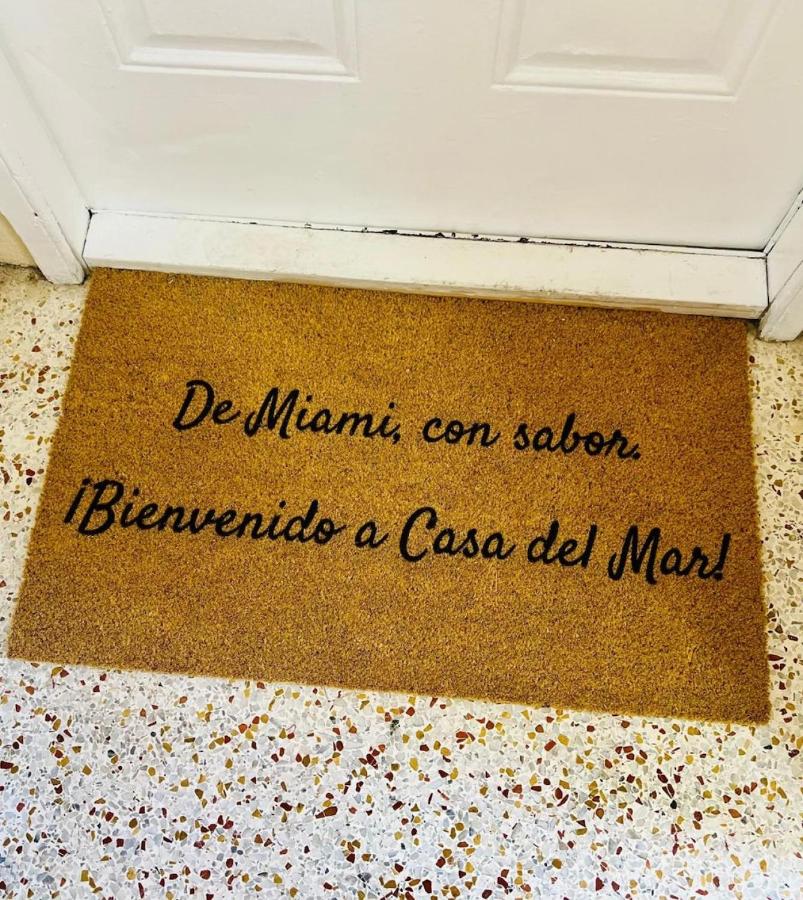 De Miami, con sabor.
¡Bienvenido a Casa del Mar!